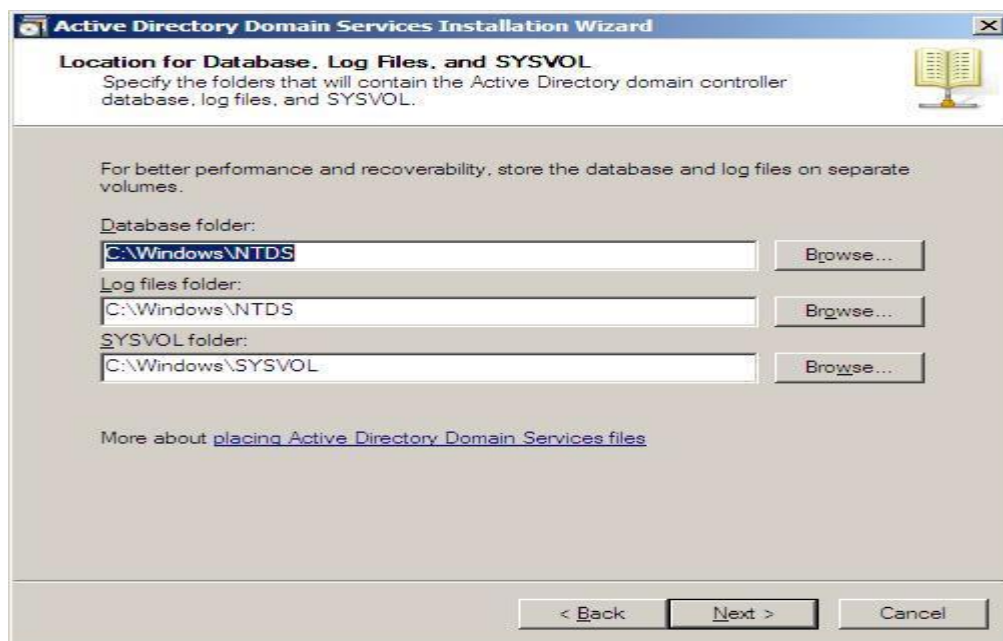 Active Directory Domain Services Installation Wizard
Location for Database, Log Files, and SYSVOL
Specify the folders that will contain the Active Directory domain controller
database, log files, and SYSVOL.
For better performance and recoverability, store the database and log files on separate
volumes.
Database folder:
C:\Windows\NTDS
Browse...
Log files folder:
C:\Windows\NTDS
Browse...
SYSVOL folder:
C:\Windows\SYSVOL
Browse...
More about placing Active Directory Domain Services files
< Back Next > Cancel